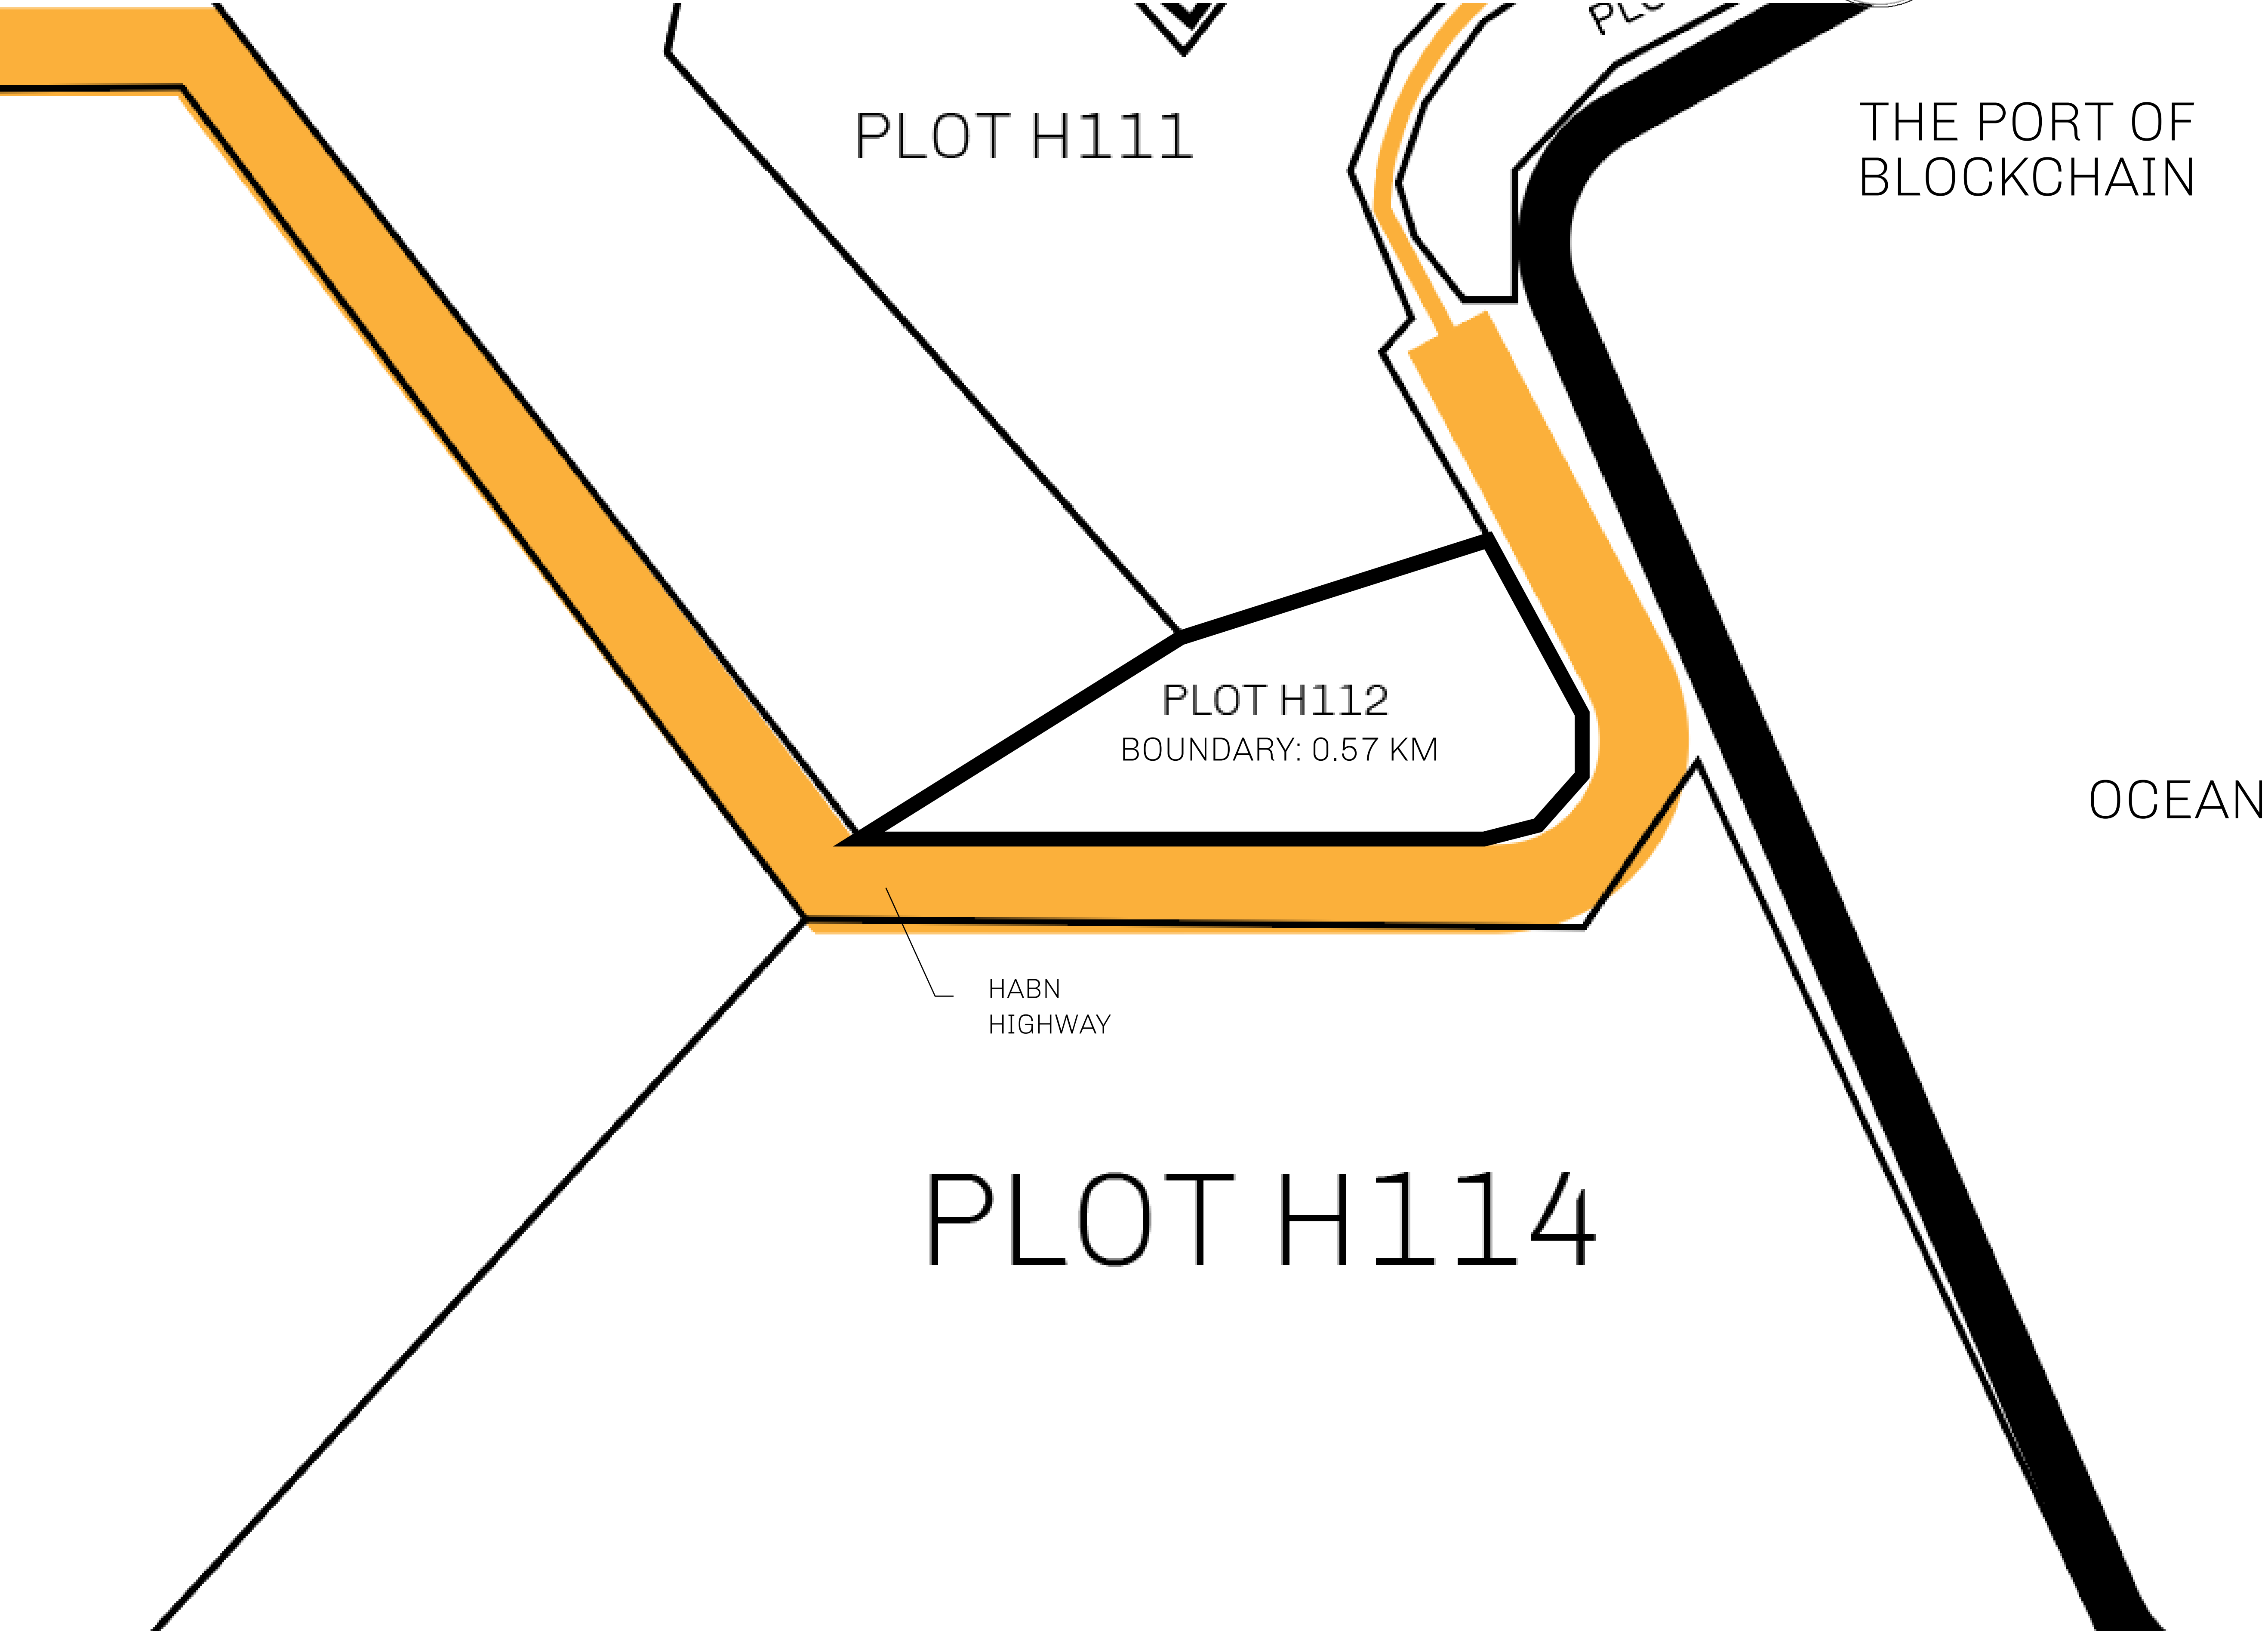 THE PORT OF
BLOCKCHAIN
PLOT H111
PLOT H112
BOUNDARY: 0.57 KM
OCEAN
HABN
HIGHWAY
PLOT H114